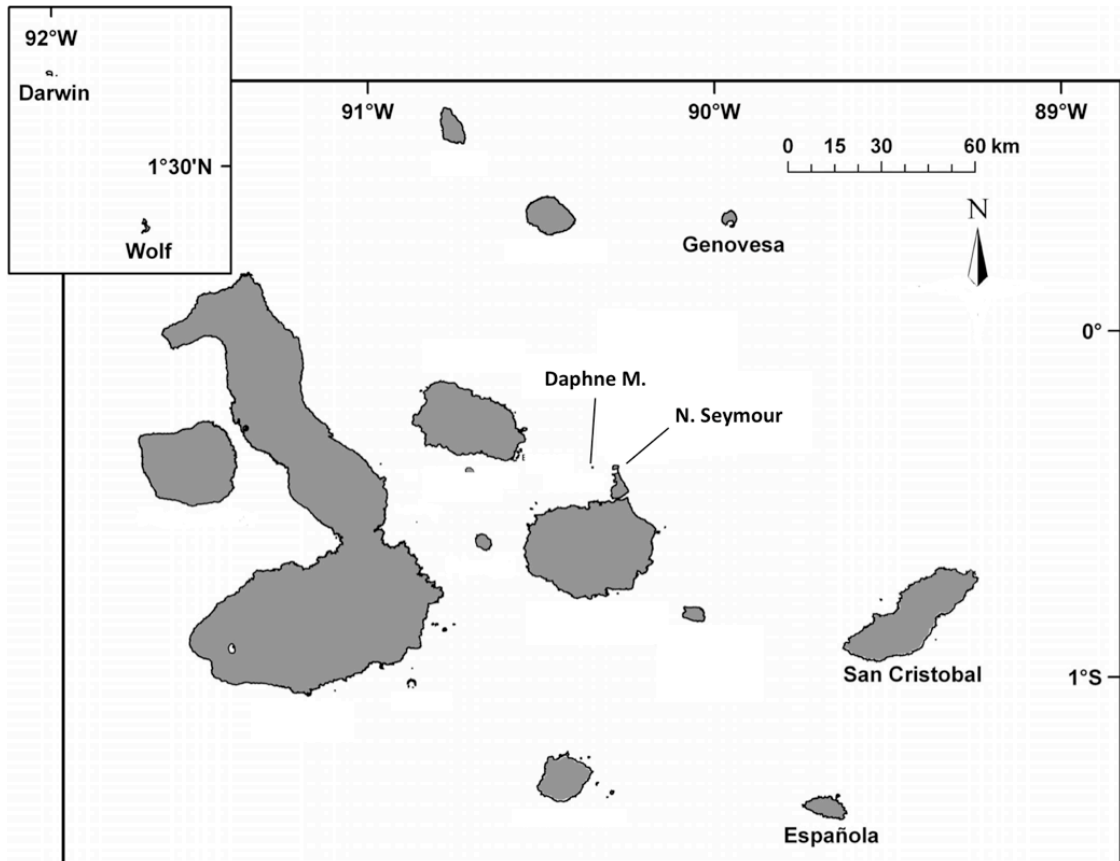 92°W
Darwin
91°W
90°W
89°W
1°30'N
0 15 30 60 km
Wolf
N
Genovesa
0°
Daphne M.
N. Seymour
San Cristobal
1°S
Española